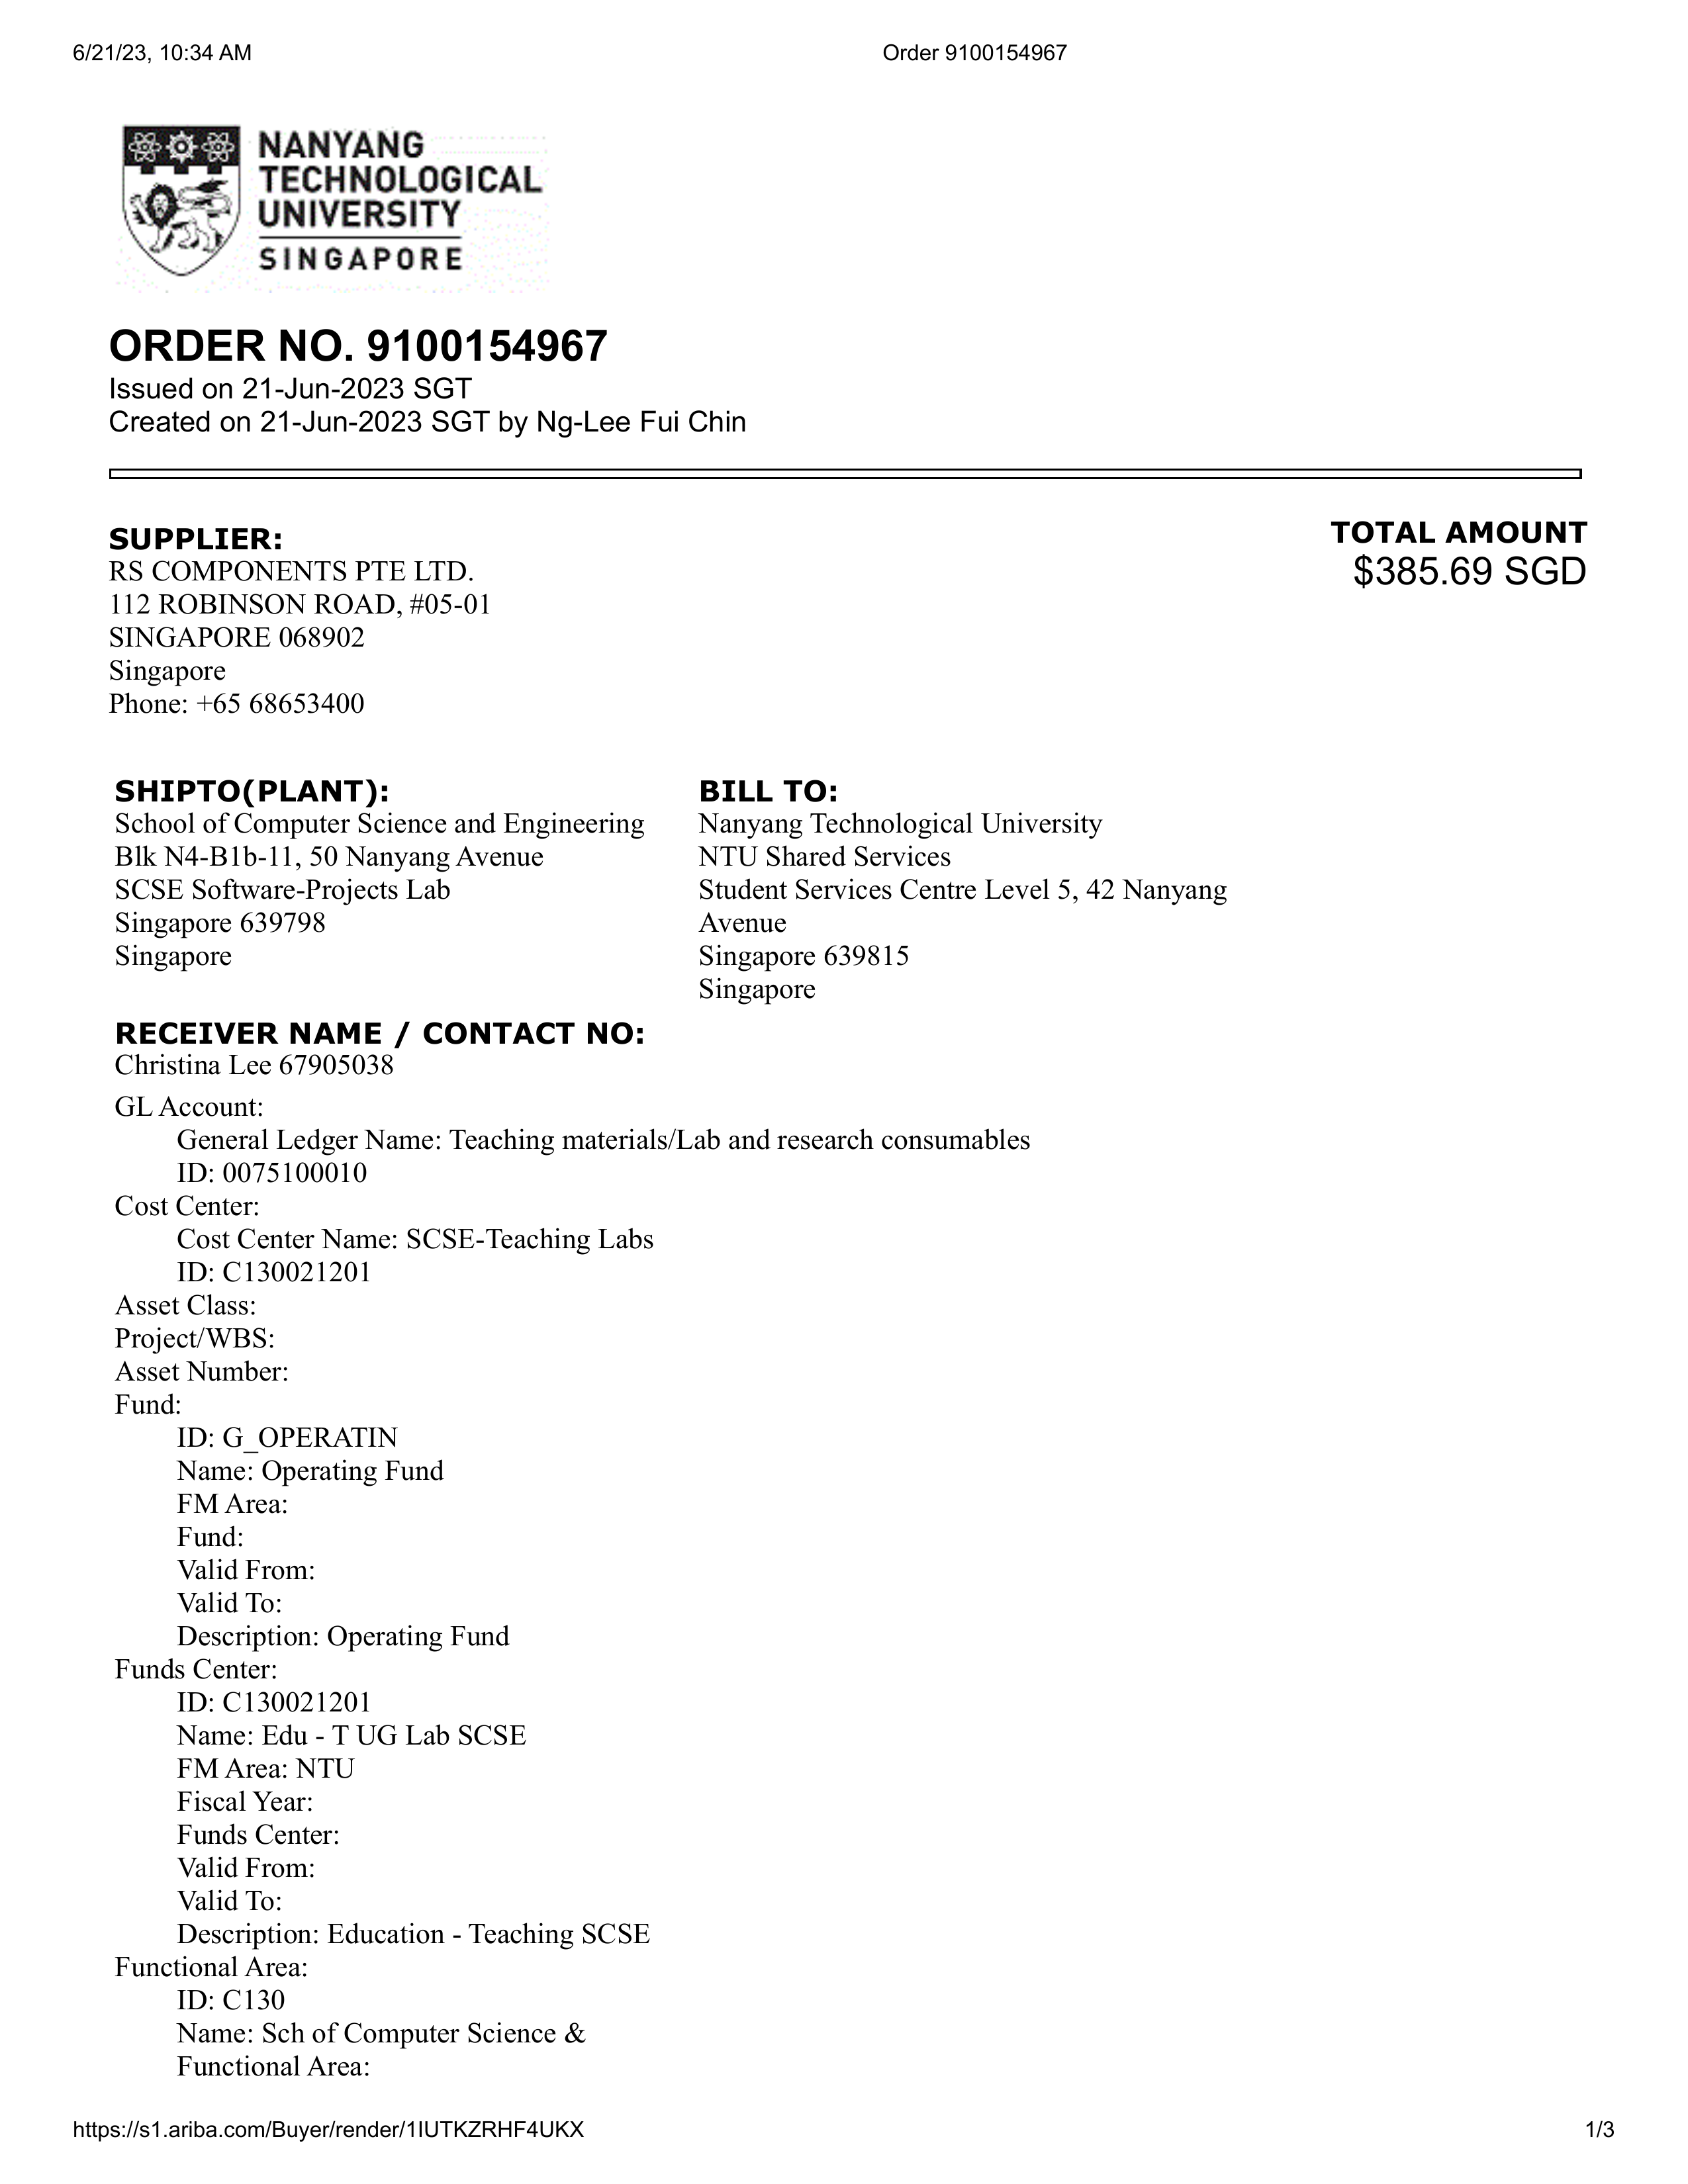 6/21/23, 10:34 AM
Order 9100154967
NANYANG
TECHNOLOGICAL
UNIVERSITY
SINGAPORE
ORDER NO. 9100154967
Issued on 21-Jun-2023 SGT
Created on 21-Jun-2023 SGT by Ng-Lee Fui Chin
SUPPLIER:
RS COMPONENTS PTE LTD.
112 ROBINSON ROAD, #05-01
SINGAPORE 068902
Singapore
Phone: +65 68653400
TOTAL AMOUNT
$385.69 SGD
SHIPTO(PLANT):
School of Computer Science and Engineering
Blk N4-B1b-11, 50 Nanyang Avenue
SCSE Software-Projects Lab
Singapore 639798
Singapore
BILL TO:
Nanyang Technological University
NTU Shared Services
Student Services Centre Level 5, 42 Nanyang
Avenue
Singapore 639815
Singapore
RECEIVER NAME / CONTACT NO:
Christina Lee 67905038
GL Account:
General Ledger Name: Teaching materials/Lab and research consumables
ID: 0075100010
Cost Center:
Cost Center Name: SCSE-Teaching Labs
ID: C130021201
Asset Class:
Project/WBS:
Asset Number:
Fund:
ID: G_OPERATIN
Name: Operating Fund
FM Area:
Fund:
Valid From:
Valid To:
Description: Operating Fund
Funds Center:
ID: C130021201
Name: Edu - T UG Lab SCSE
FM Area: NTU
Fiscal Year:
Funds Center:
Valid From:
Valid To:
Description: Education - Teaching SCSE
Functional Area:
ID: C130
Name: Sch of Computer Science &
Functional Area:
https://s1.ariba.com/Buyer/render/1IUTKZRHF4UKX
1/3